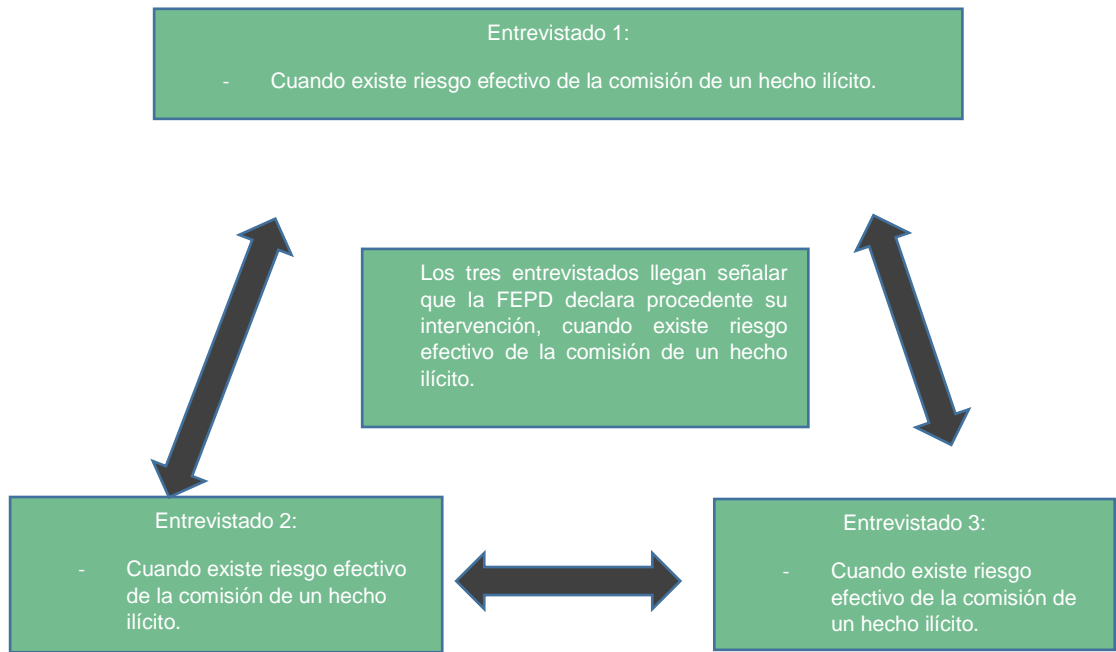 Entrevistado 1:
- Cuando existe riesgo efectivo de la comisión de un hecho ilícito.
Los tres entrevistados llegan señalar
que la FEPD declara procedente su
intervención, cuando existe riesgo
efectivo de la comisión de un hecho
ilícito.
Entrevistado 2:
- Cuando existe riesgo efectivo
de la comisión de un hecho
ilícito.
Entrevistado 3:
- Cuando existe riesgo
efectivo de la comisión de
un hecho ilícito.